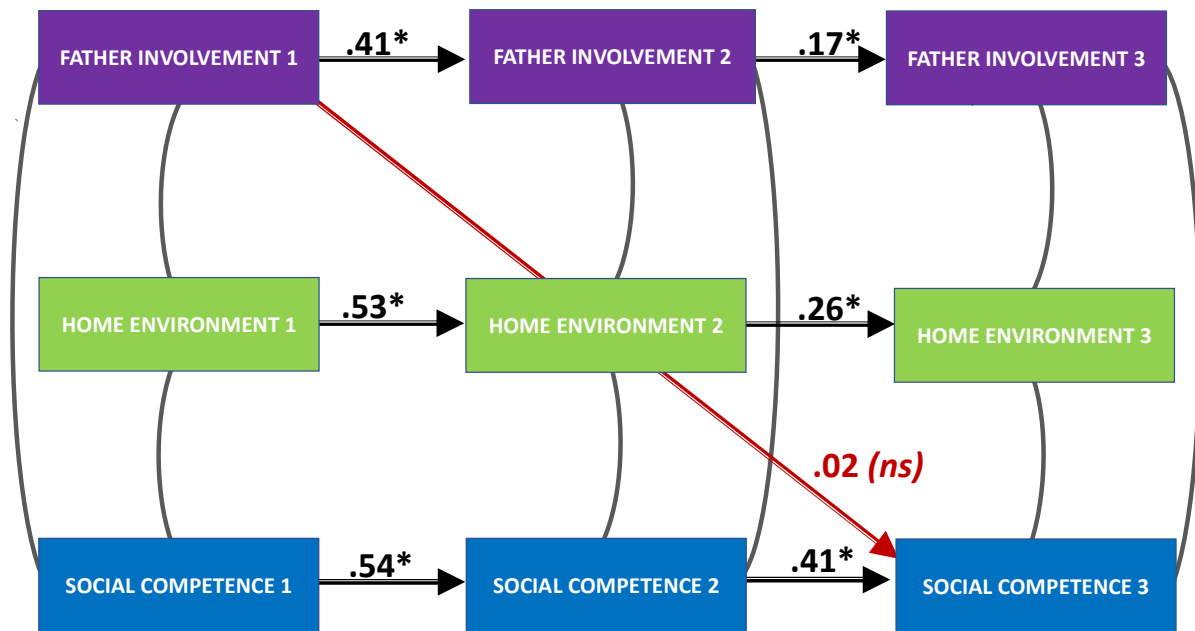 FATHER INVOLVEMENT 1
.41*
FATHER INVOLVEMENT 2
.17*
FATHER INVOLVEMENT 3
HOME ENVIRONMENT 1
.53*
HOME ENVIRONMENT 2
.26*
HOME ENVIRONMENT 3
.02 (ns)
SOCIAL COMPETENCE 1
.54*
SOCIAL COMPETENCE 2
.41*
SOCIAL COMPETENCE 3